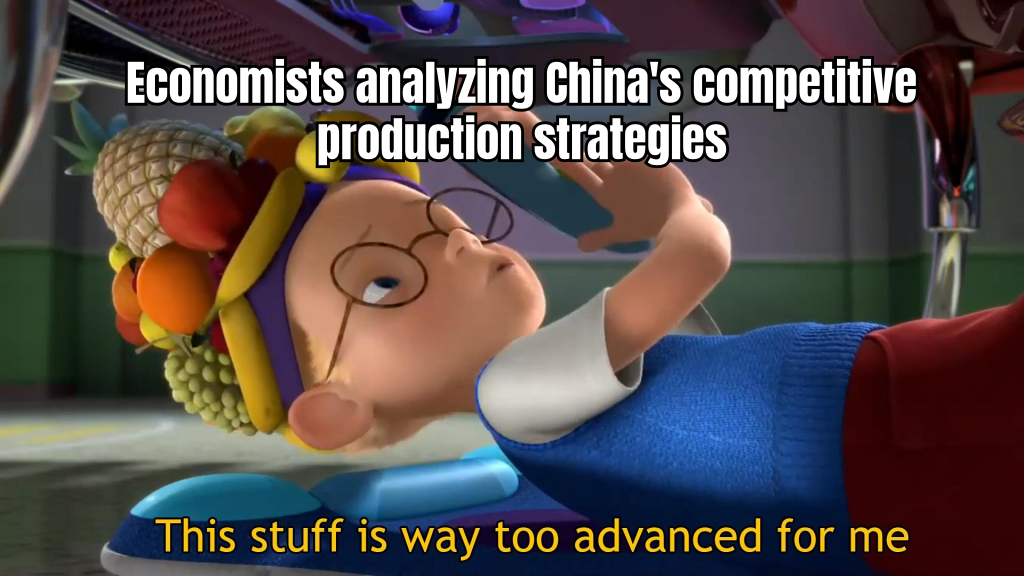 Economists analyzing China's competitive
production strategies
This stuff is way too advanced for me